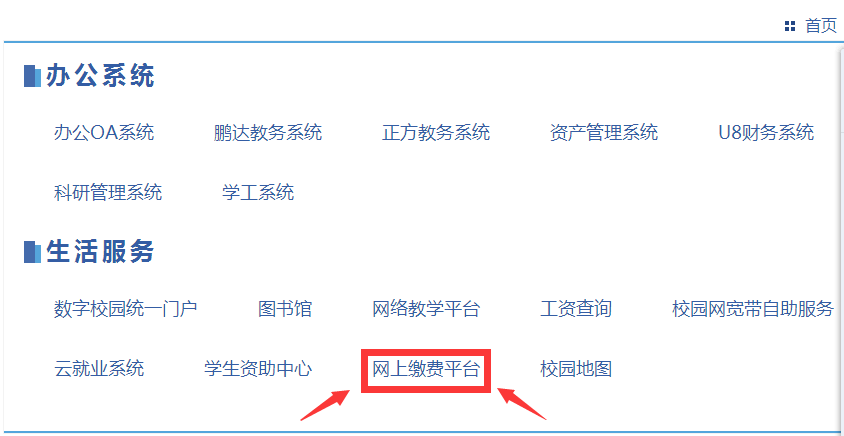 首页
办公系统
办公OA系统 鹏达教务系统 正方教务系统 资产管理系统 U8财务系统
科研管理系统 学工系统
生活服务
数字校园统一门户 图书馆 网络教学平台 工资查询 校园网宽带自助服务
云就业系统 学生资助中心 网上缴费平台 校园地图